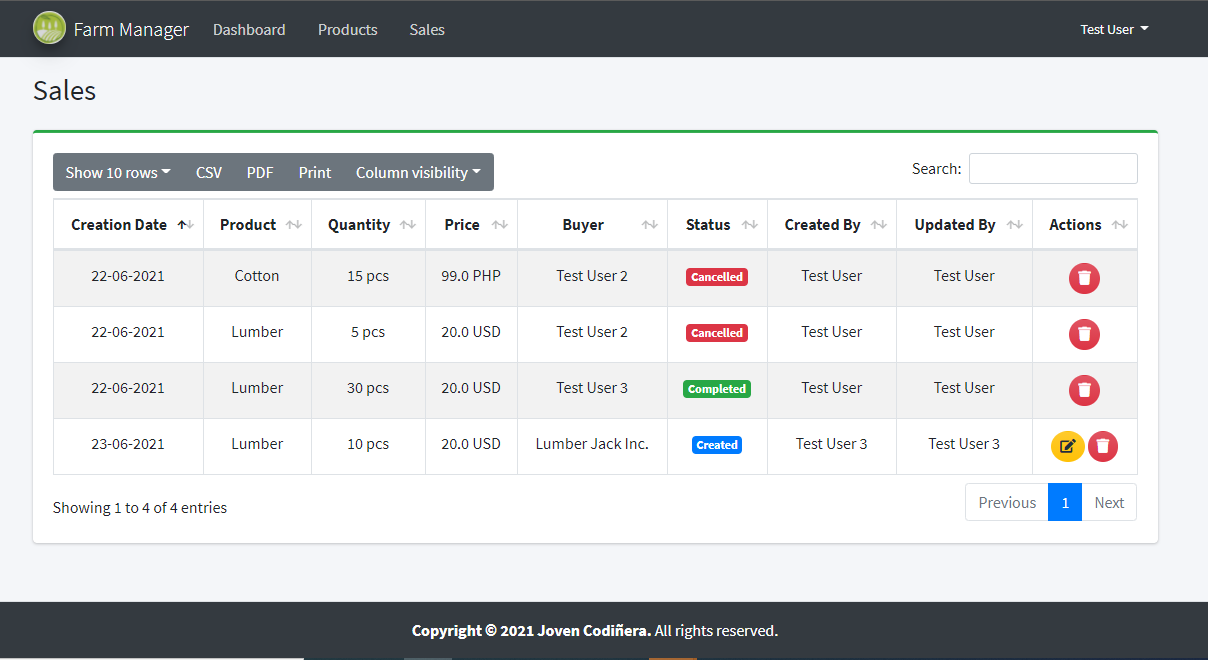 Farm Manager Dashboard Products Sales Test User
Sales
Show 10 rows CSV PDF Print Column visibility Search:
Creation Date Product Quantity Price Buyer Status Created By Updated By Actions
22-06-2021 Cotton 15 pcs 99.0 PHP Test User 2 Cancelled Test User Test User
22-06-2021 Lumber 5 pcs 20.0 USD Test User 2 Cancelled Test User Test User
22-06-2021 Lumber 30 pcs 20.0 USD Test User 3 Completed Test User Test User
23-06-2021 Lumber 10 pcs 20.0 USD Lumber Jack Inc. Created Test User 3 Test User 3
Showing 1 to 4 of 4 entries Previous 1 Next
Copyright © 2021 Joven Codiñera. All rights reserved.